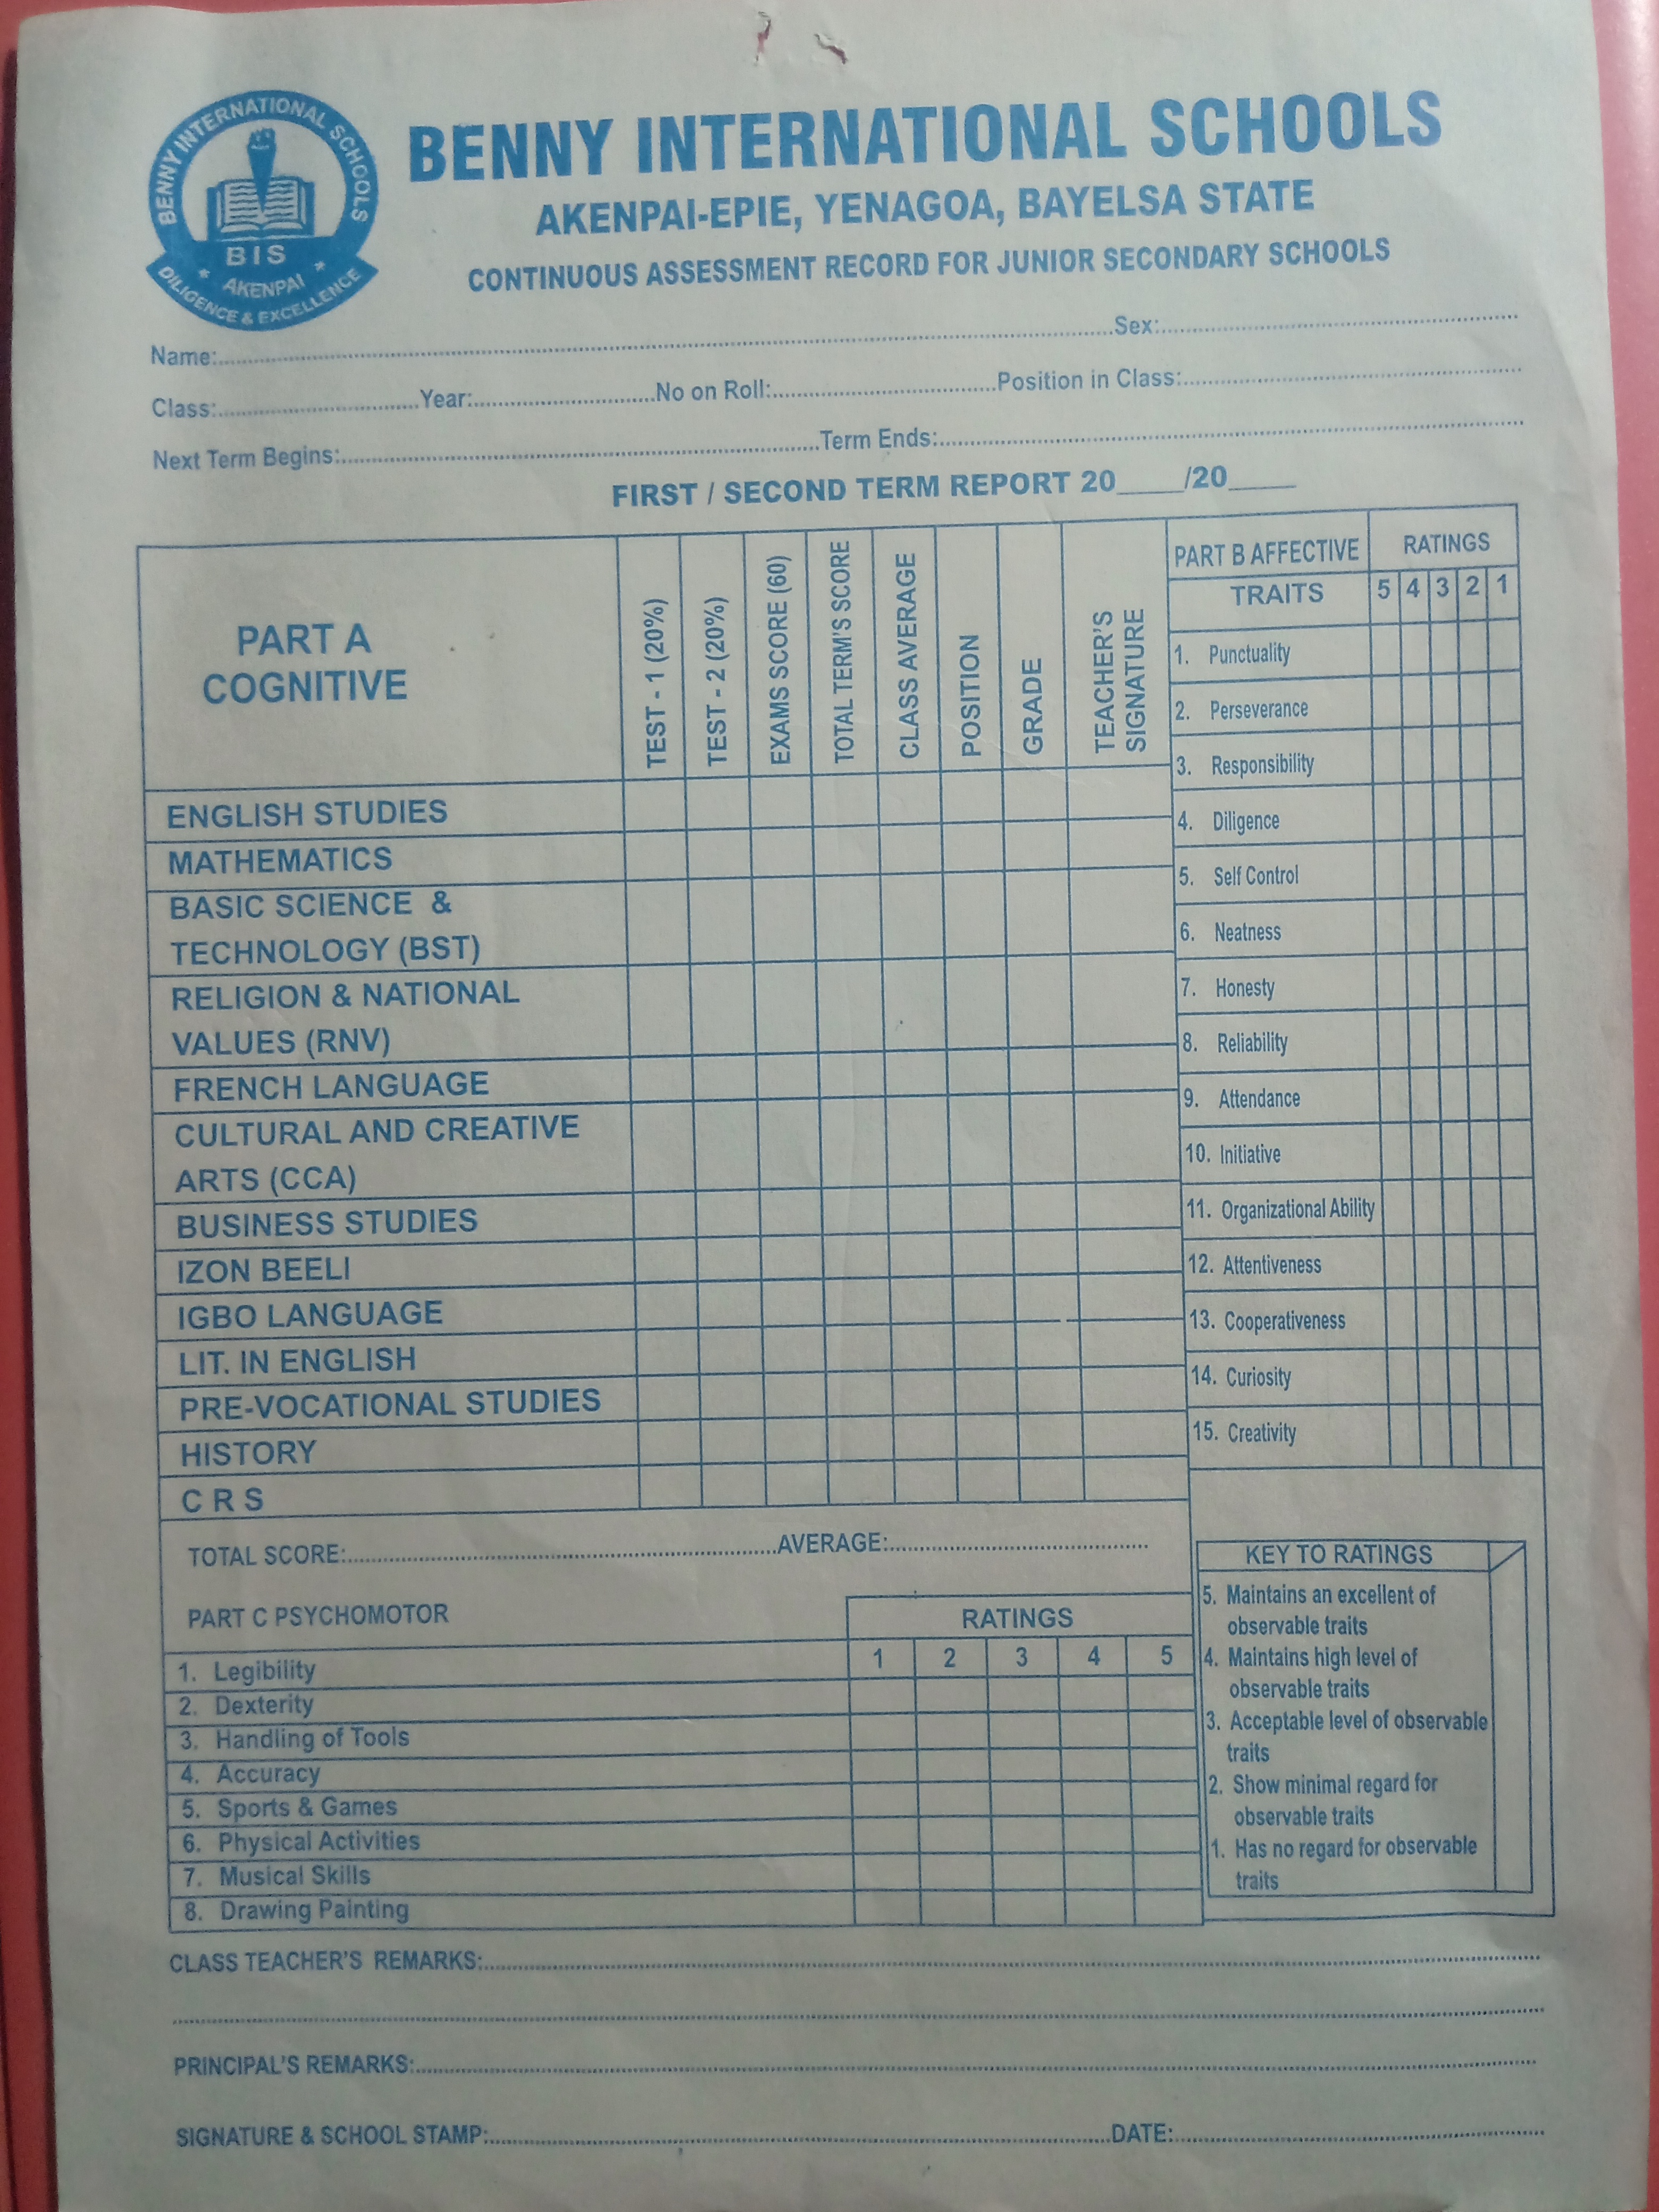 BENNY INTERNATIONAL SCHOOLS
BIS
AKENPAI
DILIGENCE & EXCELLENCE
BENNY INTERNATIONAL SCHOOLS
AKENPAI-EPIE, YENAGOA, BAYELSA STATE
CONTINUOUS ASSESSMENT RECORD FOR JUNIOR SECONDARY SCHOOLS
Name: Sex:
Class: Year: No on Roll: Position in Class:
Next Term Begins: Term Ends:
FIRST / SECOND TERM REPORT 20____/20____
PART A
COGNITIVE
TEST - 1 (20%)
TEST - 2 (20%)
EXAMS SCORE (60)
TOTAL TERM'S SCORE
CLASS AVERAGE
POSITION
GRADE
TEACHER'S
SIGNATURE
ENGLISH STUDIES
MATHEMATICS
BASIC SCIENCE &
TECHNOLOGY (BST)
RELIGION & NATIONAL
VALUES (RNV)
FRENCH LANGUAGE
CULTURAL AND CREATIVE
ARTS (CCA)
BUSINESS STUDIES
IZON BEELI
IGBO LANGUAGE
LIT. IN ENGLISH
PRE-VOCATIONAL STUDIES
HISTORY
C R S
TOTAL SCORE: AVERAGE:
PART B AFFECTIVE RATINGS
TRAITS 5 4 3 2 1
1. Punctuality
2. Perseverance
3. Responsibility
4. Diligence
5. Self Control
6. Neatness
7. Honesty
8. Reliability
9. Attendance
10. Initiative
11. Organizational Ability
12. Attentiveness
13. Cooperativeness
14. Curiosity
15. Creativity
PART C PSYCHOMOTOR RATINGS
1 2 3 4 5
1. Legibility
2. Dexterity
3. Handling of Tools
4. Accuracy
5. Sports & Games
6. Physical Activities
7. Musical Skills
8. Drawing Painting
KEY TO RATINGS
5. Maintains an excellent of
observable traits
4. Maintains high level of
observable traits
3. Acceptable level of observable
traits
2. Show minimal regard for
observable traits
1. Has no regard for observable
traits
CLASS TEACHER'S REMARKS:
PRINCIPAL'S REMARKS:
SIGNATURE & SCHOOL STAMP: DATE: